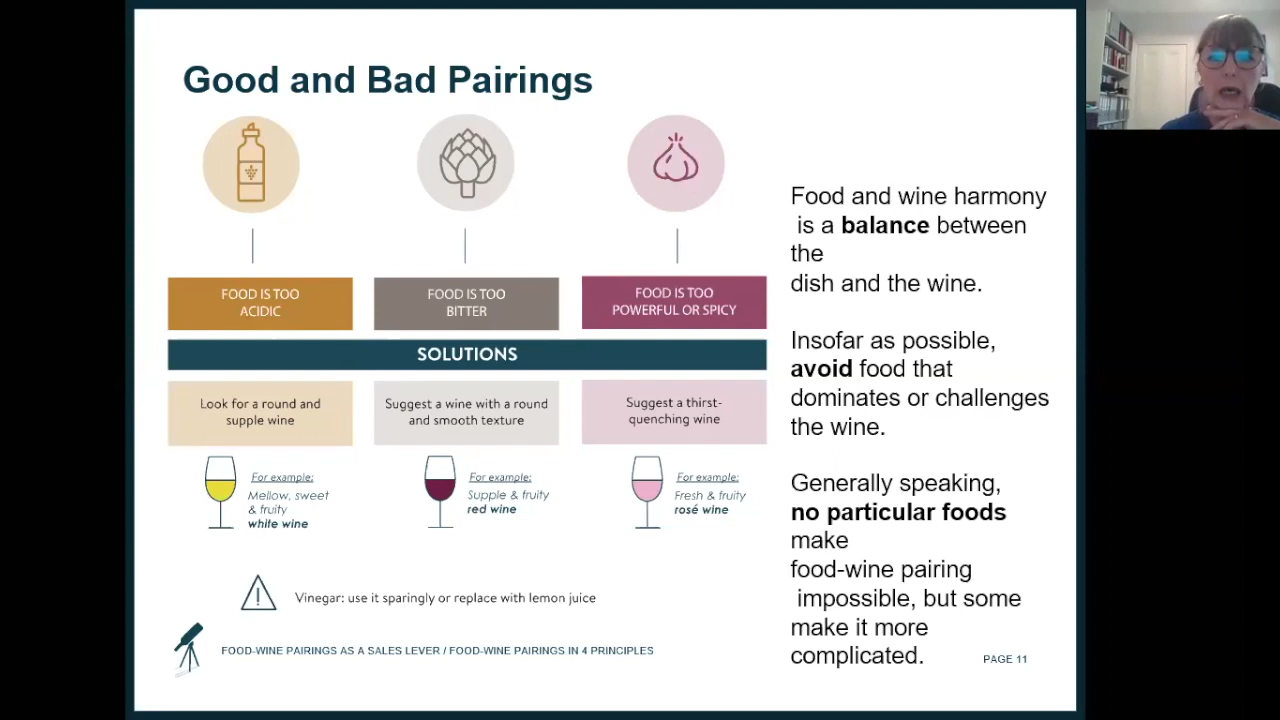 Good and Bad Pairings
FOOD IS TOO
ACIDIC
FOOD IS TOO
BITTER
FOOD IS TOO
POWERFUL OR SPICY
SOLUTIONS
Look for a round and
supple wine
Suggest a wine with a round
and smooth texture
Suggest a thirst-
quenching wine
For example:
Mellow, sweet
& fruity
white wine
For example:
Supple & fruity
red wine
For example:
Fresh & fruity
rosé wine
Vinegar: use it sparingly or replace with lemon juice
FOOD-WINE PAIRINGS AS A SALES LEVER / FOOD-WINE PAIRINGS IN 4 PRINCIPLES
Food and wine harmony
is a balance between
the
dish and the wine.
Insofar as possible,
avoid food that
dominates or challenges
the wine.
Generally speaking,
no particular foods
make
food-wine pairing
impossible, but some
make it more
complicated.
PAGE 11